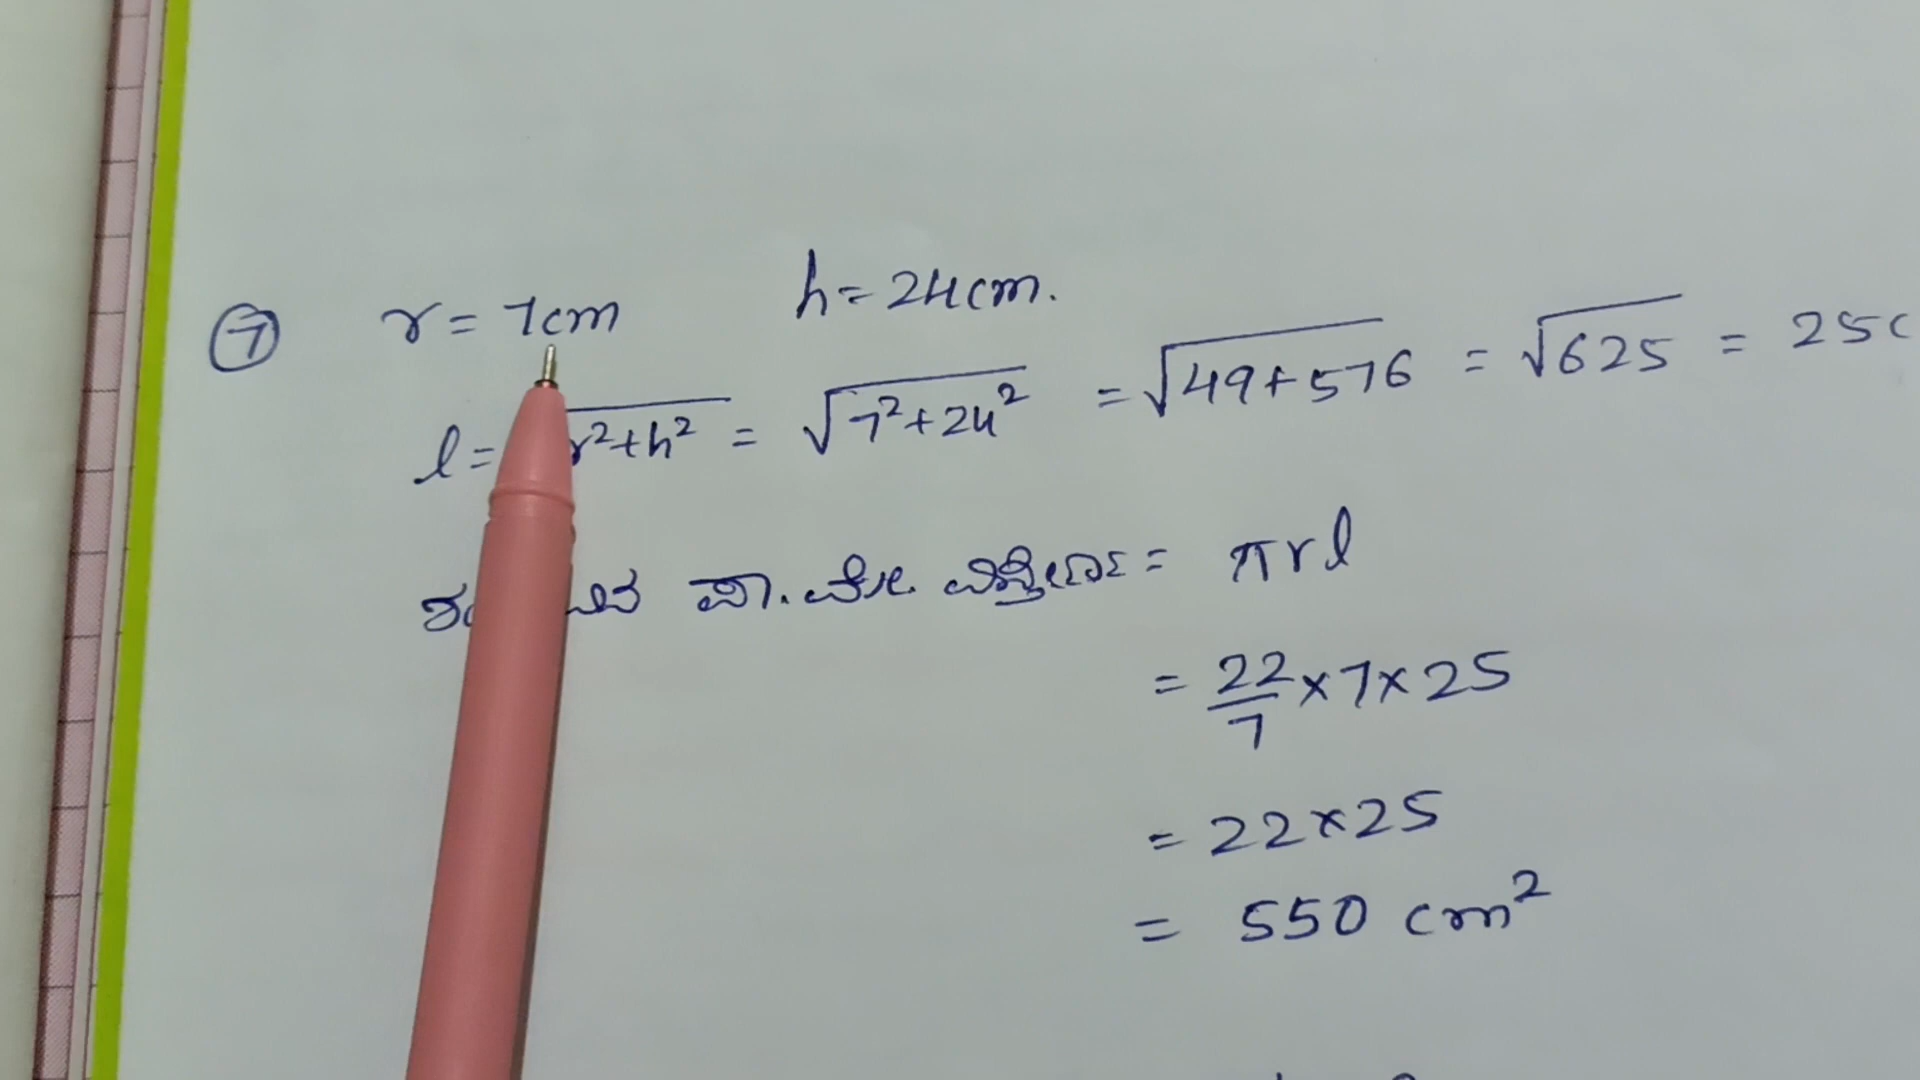 ⑦ r = 7cm h = 24cm.
l = r²+h² = √7²+24² = √49+576 = √625 = 25c
ಪಾ.ಮೇ. ವಿಸ್ತೀರ್ಣ = πrl
= 22/7 × 7 × 25
= 22 × 25
= 550 cm²